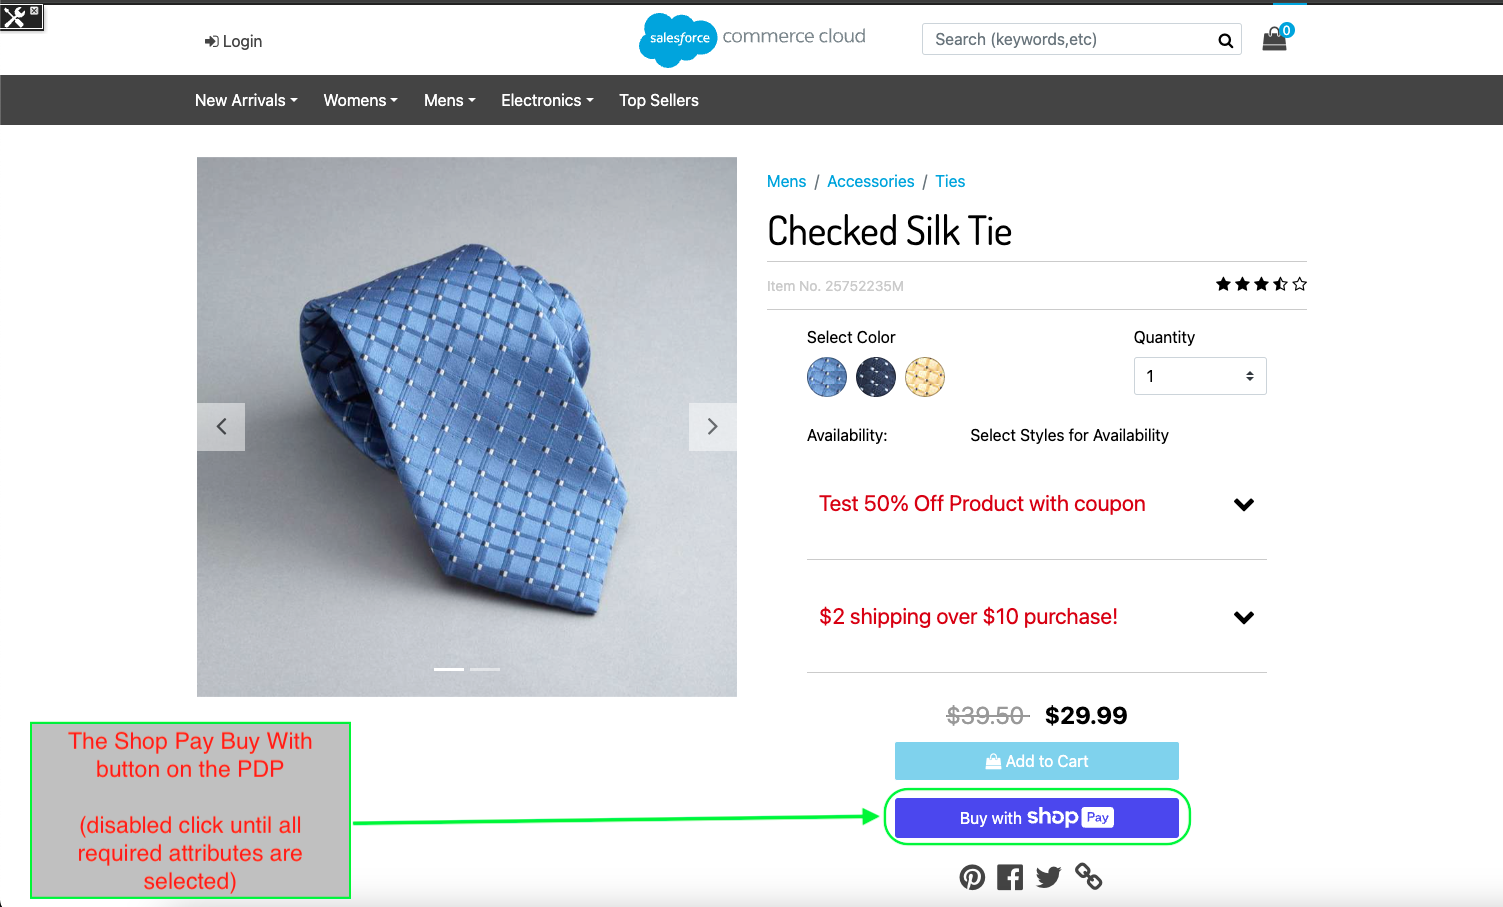 Login
salesforce commerce cloud
Search (keywords,etc)
0
New Arrivals
Womens
Mens
Electronics
Top Sellers
Mens / Accessories / Ties
Checked Silk Tie
Item No. 25752235M
Select Color
Quantity
1
Availability:
Select Styles for Availability
Test 50% Off Product with coupon
$2 shipping over $10 purchase!
$39.50 $29.99
Add to Cart
Buy with shop Pay
The Shop Pay Buy With
button on the PDP
(disabled click until all
required attributes are
selected)